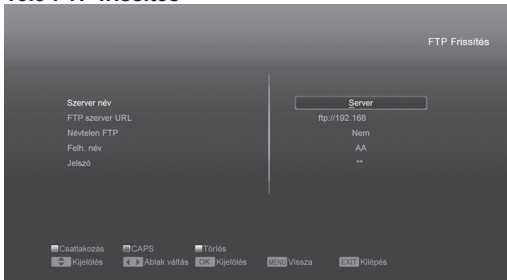 FTP Frissítés
Szerver név Server
FTP szerver URL ftp://192.168
Névtelen FTP Nem
Felh. név AA
Jelszó **
Csatlakozás CAPS Törlés
Kijelölés Ablak váltás OK Kijelölés MENU Vissza EXIT Kilépés